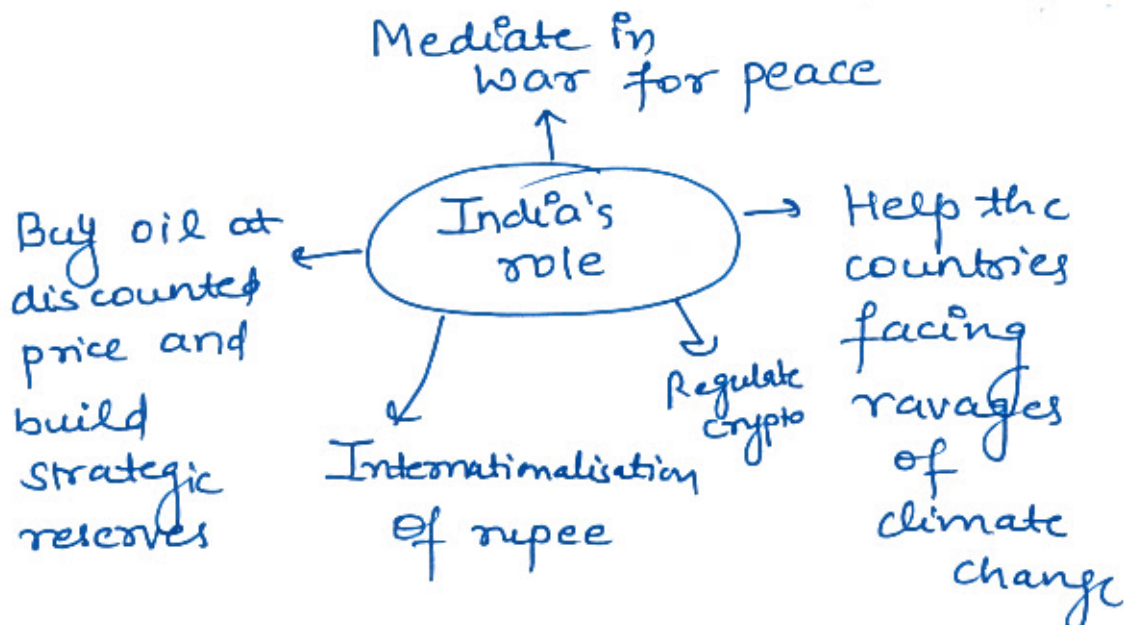 Mediate in
war for peace
India's
role
Buy oil at
discounted
price and
build
strategic
reserves
Internationalisation
of rupee
Regulate
crypto
Help the
countries
facing
ravages
of
climate
change